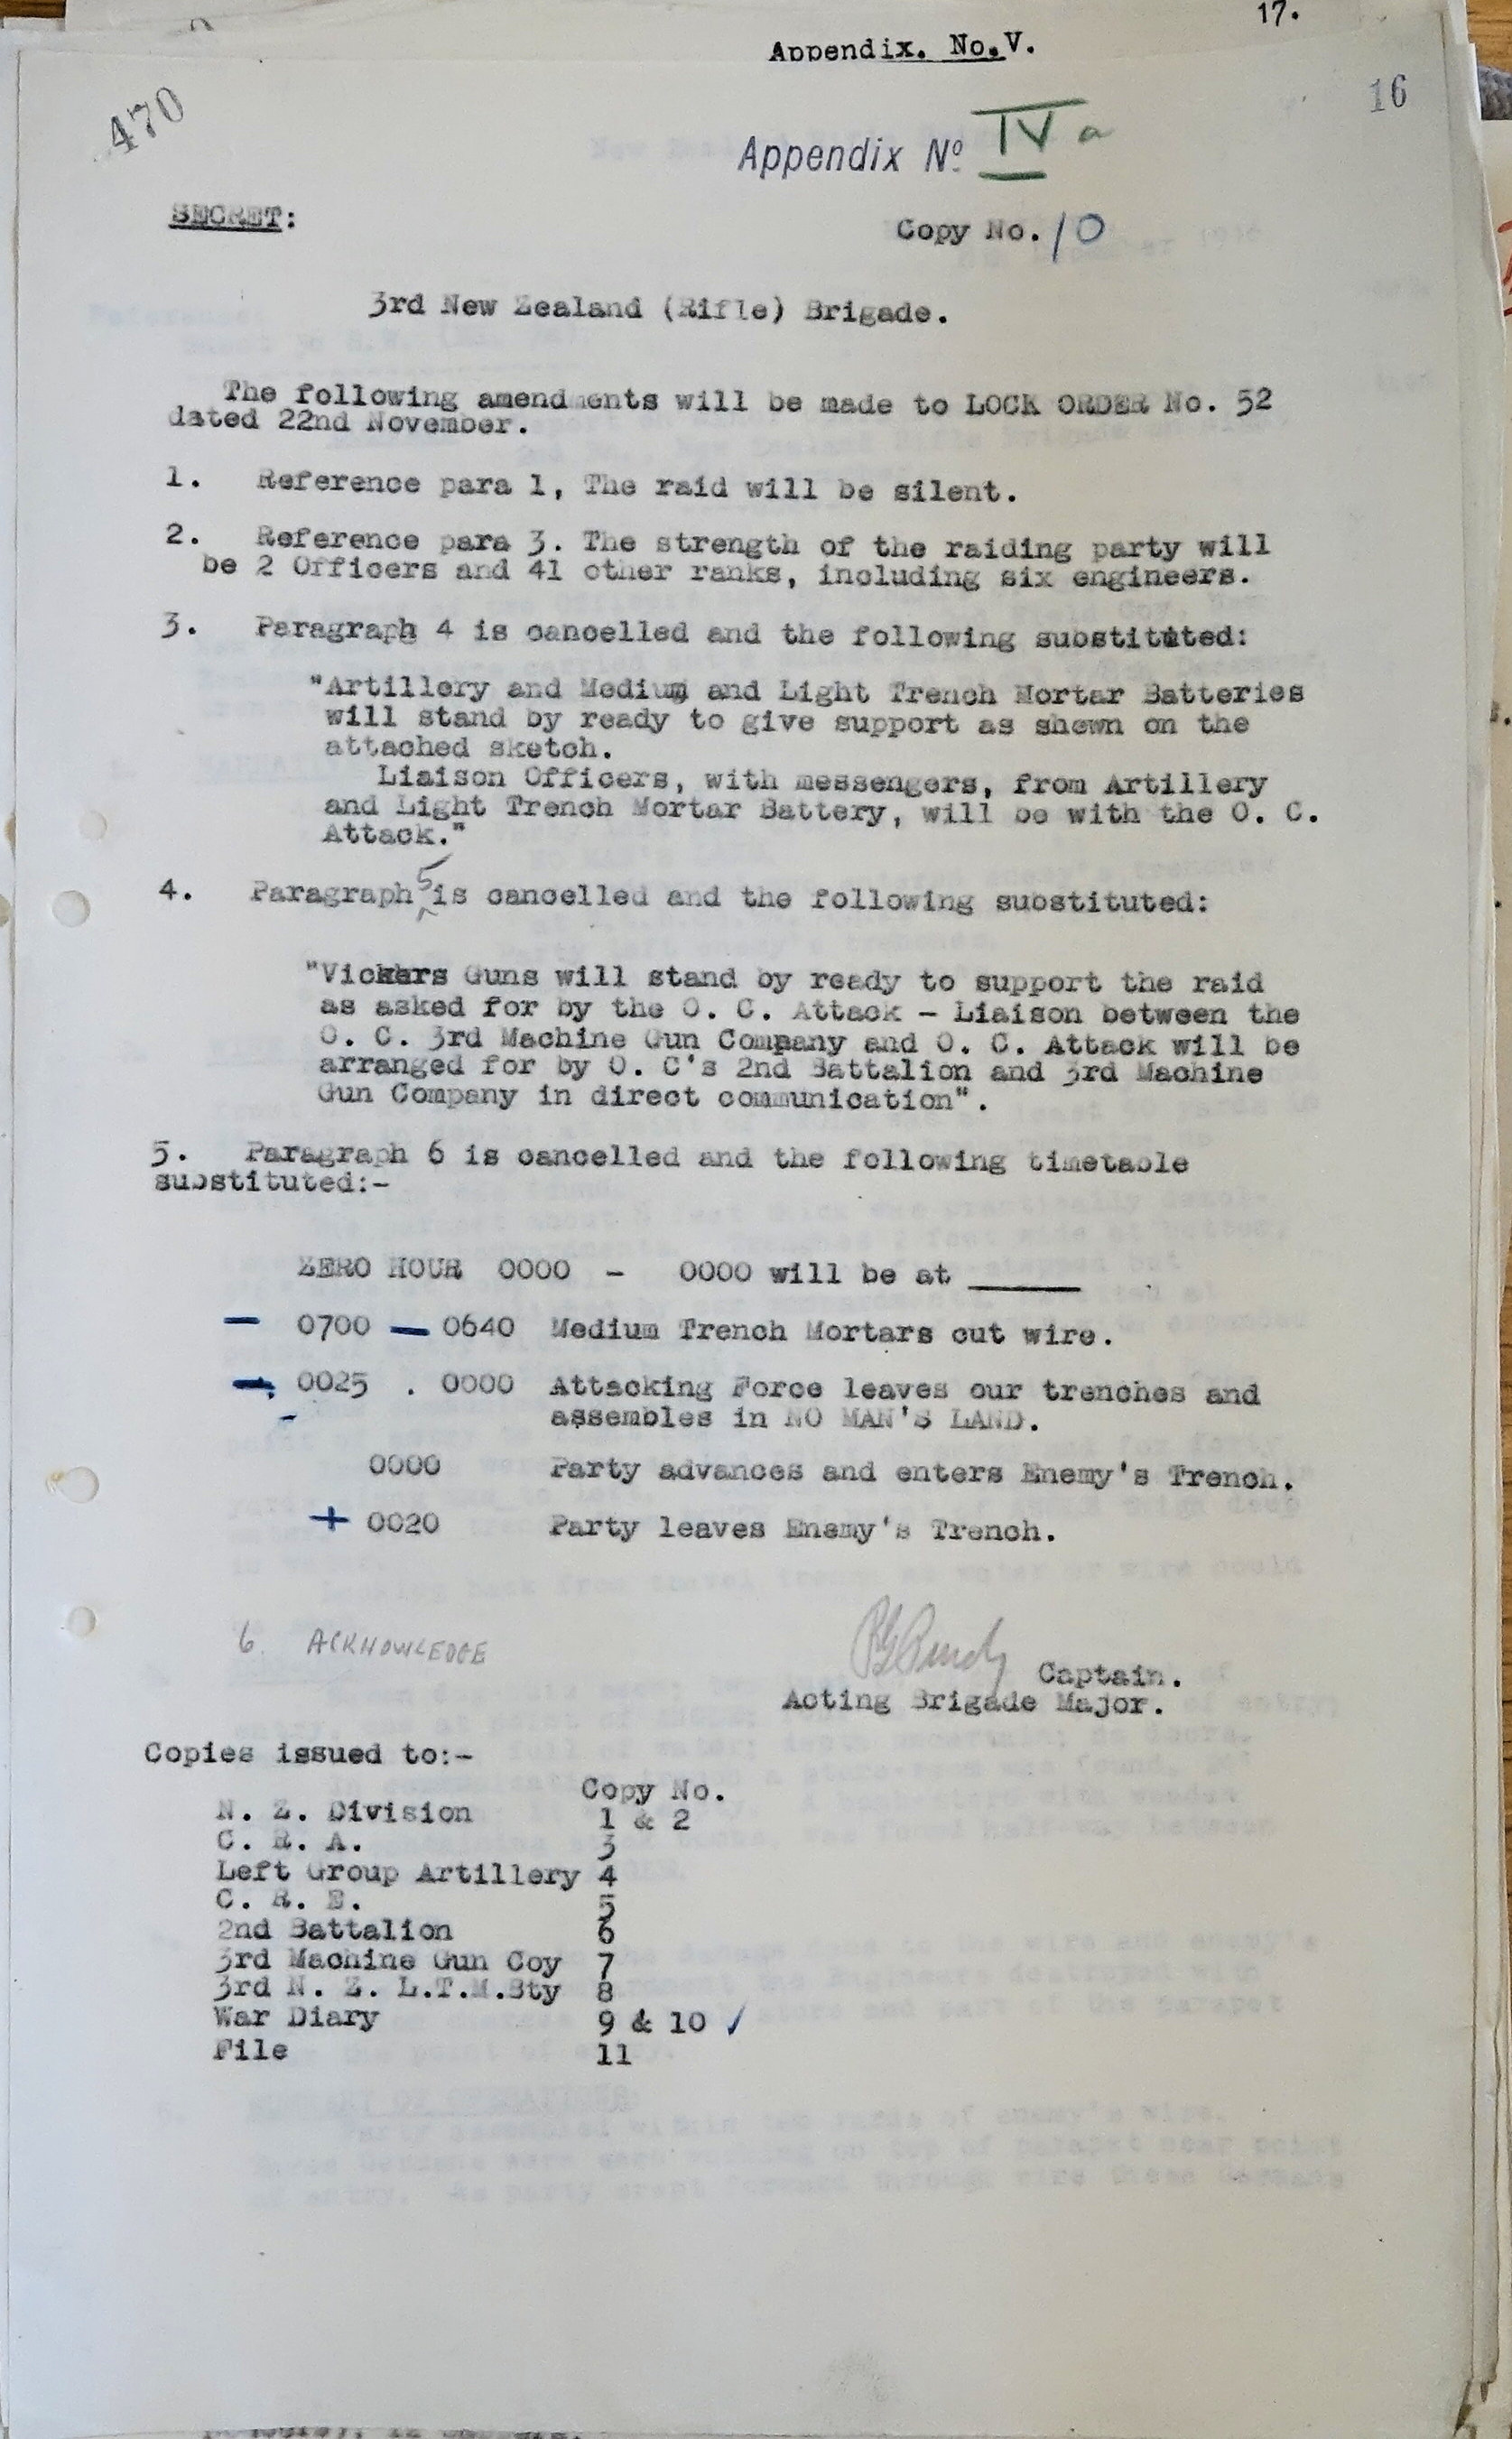 17.
Appendix. No.V.
470
16
Appendix Nº IV a
SECRET:
Copy No. 10
3rd New Zealand (Rifle) Brigade.
The following amendments will be made to LOCK ORDER No. 52
dated 22nd November.
1. Reference para 1, The raid will be silent.
2. Reference para 3. The strength of the raiding party will
be 2 Officers and 41 other ranks, including six engineers.
3. Paragraph 4 is cancelled and the following substituted:
"Artillery and Medium and Light Trench Mortar Batteries
will stand by ready to give support as shewn on the
attached sketch.
Liaison Officers, with messengers, from Artillery
and Light Trench Mortar Battery, will be with the O. C.
Attack."
4. Paragraph 5 is cancelled and the following substituted:
"Vickers Guns will stand by ready to support the raid
as asked for by the O. C. Attack - Liaison between the
O. C. 3rd Machine Gun Company and O. C. Attack will be
arranged for by O. C's 2nd Battalion and 3rd Machine
Gun Company in direct communication".
5. Paragraph 6 is cancelled and the following timetable
substituted:-
ZERO HOUR 0000 - 0000 will be at ______
- 0700 - 0640 Medium Trench Mortars cut wire.
- 0025 . 0000 Attacking Force leaves our trenches and
assembles in NO MAN'S LAND.
0000 Party advances and enters Enemy's Trench.
+ 0020 Party leaves Enemy's Trench.
6. ACKNOWLEDGE
Captain.
Acting Brigade Major.
Copies issued to:-
Copy No.
N. Z. Division 1 & 2
C. R. A. 3
Left Group Artillery 4
C. R. E. 5
2nd Battalion 6
3rd Machine Gun Coy 7
3rd N. Z. L.T.M.Bty 8
War Diary 9 & 10 ✓
File 11